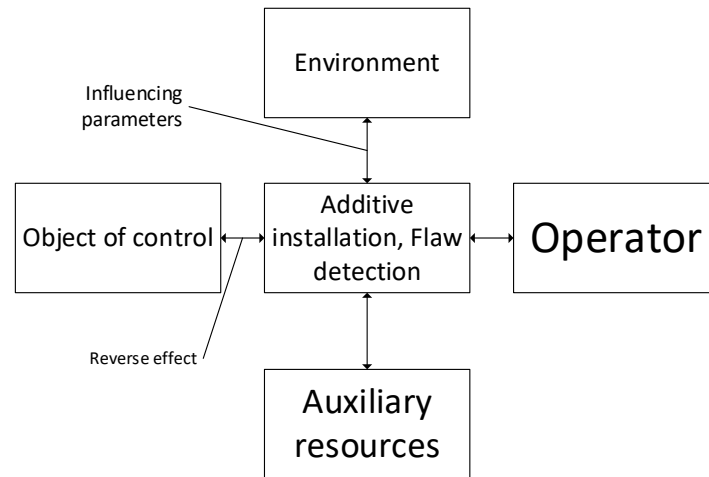 Environment
Influencing
parameters
Object of control
Additive
installation, Flaw
detection
Operator
Reverse effect
Auxiliary
resources